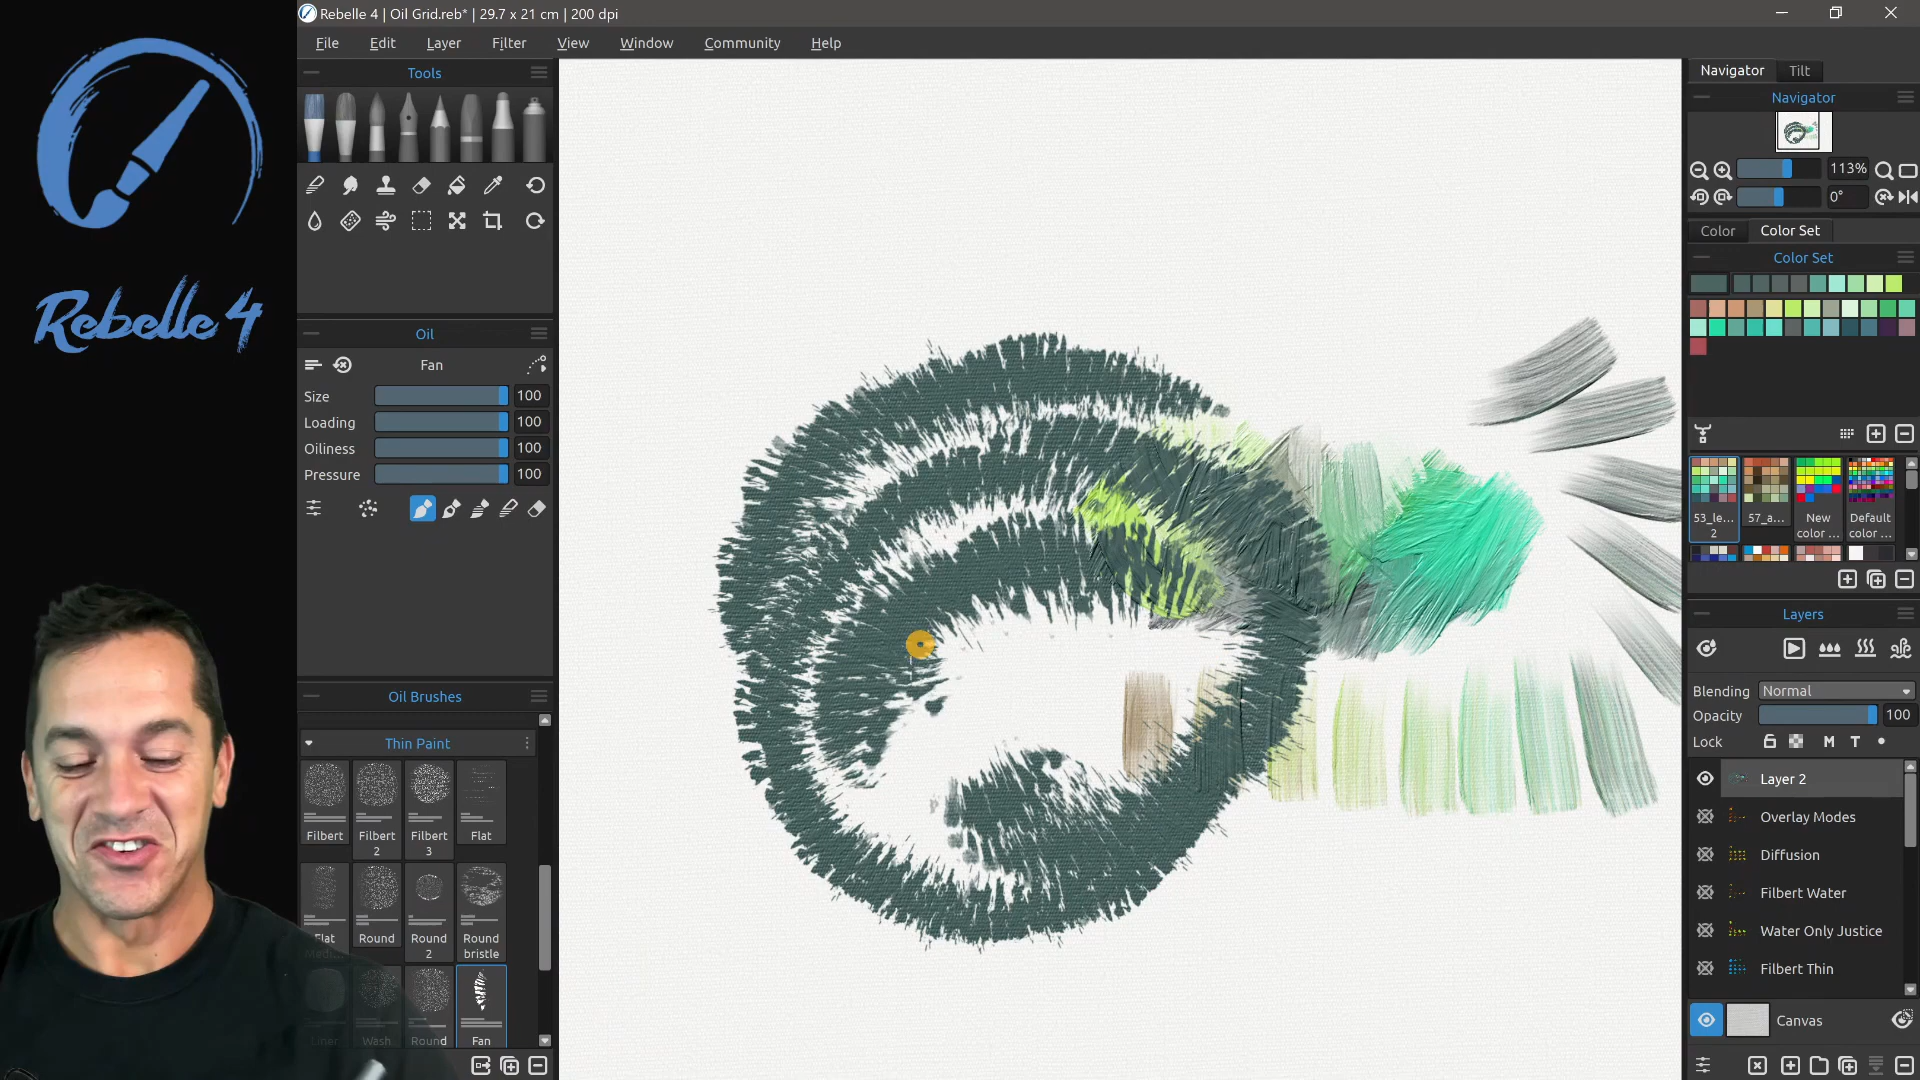 Rebelle 4 | Oil Grid.reb* | 29.7 x 21 cm | 200 dpi
File Edit Layer Filter View Window Community Help
Rebelle 4
Tools
Oil
Fan
Size 100
Loading 100
Oiliness 100
Pressure 100
Oil Brushes
Thin Paint
Filbert Filbert 2 Filbert 3 Flat
Flat Round Round 2 Round bristle
Liner Wash Round Fan
Navigator Tilt
Navigator
113%
0°
Color Color Set
Color Set
53_le... 2 57_a... New color ... Default color ...
Layers
Blending Normal
Opacity 100
Lock M T
Layer 2
Overlay Modes
Diffusion
Filbert Water
Water Only Justice
Filbert Thin
Canvas